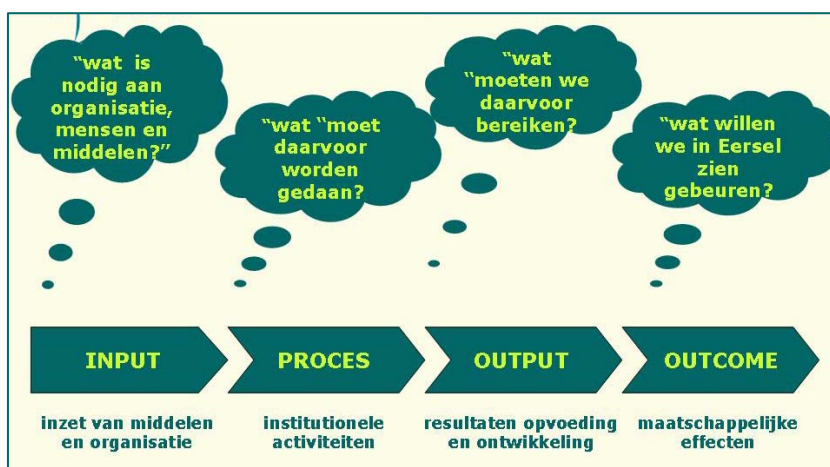 “wat is
nodig aan
organisatie,
mensen en
middelen?”
“wat “moet
daarvoor
worden
gedaan?
“wat
“moeten we
daarvoor
bereiken?
“wat willen
we in Eersel
zien
gebeuren?
INPUT
PROCES
OUTPUT
OUTCOME
inzet van middelen
en organisatie
institutionele
activiteiten
resultaten opvoeding
en ontwikkeling
maatschappelijke
effecten